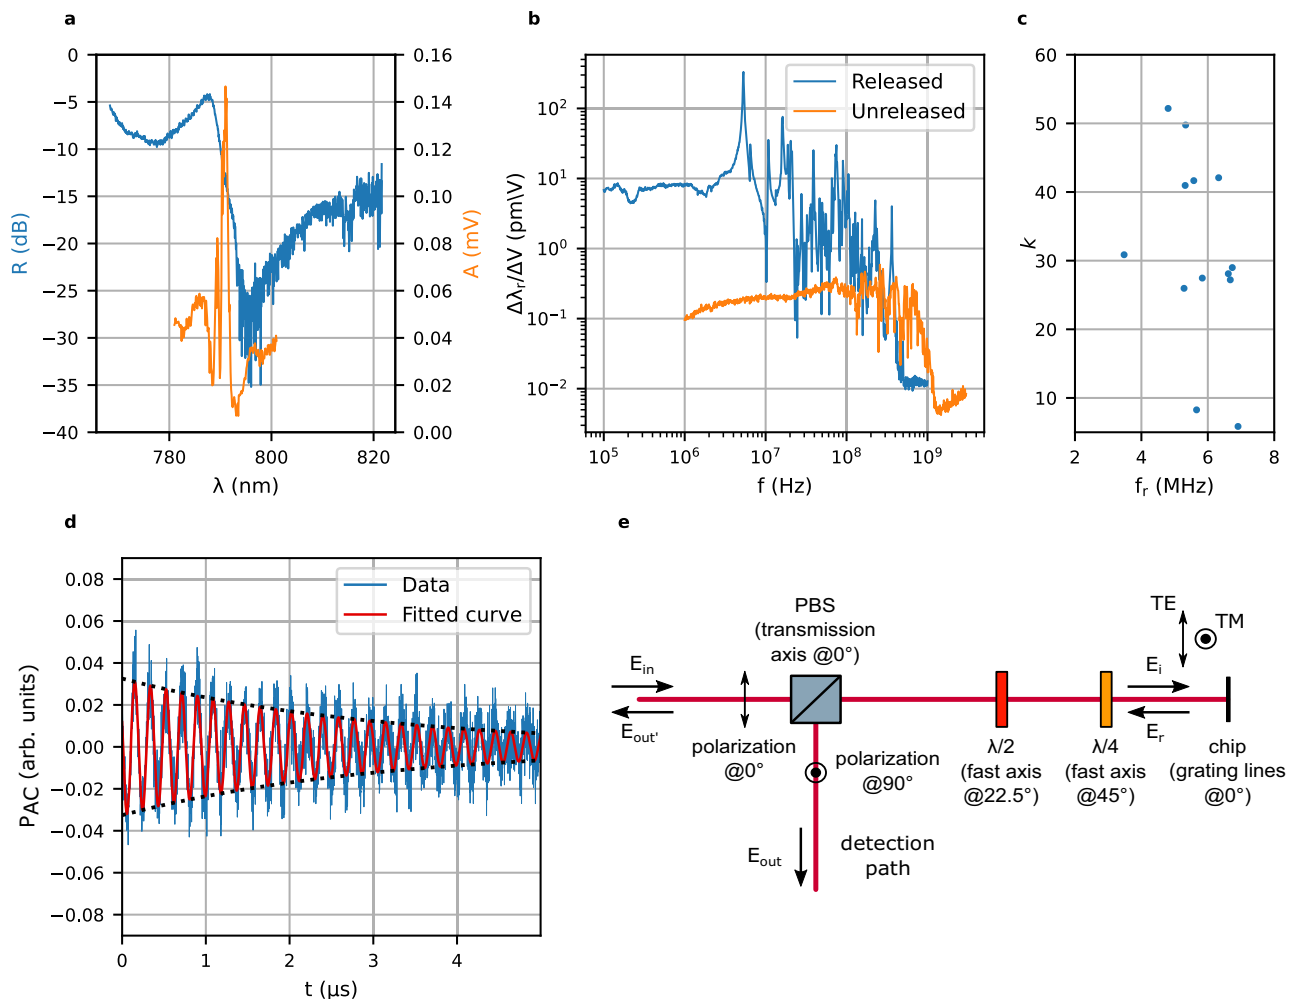 a
0
−5
−10
−15
−20
−25
−30
−35
−40
R (dB)
0.16
0.14
0.12
0.10
0.08
0.06
0.04
0.02
0.00
A (mV)
780
800
820
λ (nm)
b
Released
Unreleased
10²
10¹
10⁰
10⁻¹
10⁻²
Δλᵣ/ΔV (pm\V)
10⁵
10⁶
10⁷
10⁸
10⁹
f (Hz)
c
60
50
40
30
20
10
k
2
4
6
8
fᵣ (MHz)
d
Data
Fitted curve
0.08
0.06
0.04
0.02
0.00
−0.02
−0.04
−0.06
−0.08
PAC (arb. units)
0
1
2
3
4
t (μs)
e
PBS
(transmission
axis @0°)
TE
TM
E_in
E_out'
E_i
E_r
polarization
@0°
polarization
@90°
λ/2
(fast axis
@22.5°)
λ/4
(fast axis
@45°)
chip
(grating lines
@0°)
E_out
detection
path